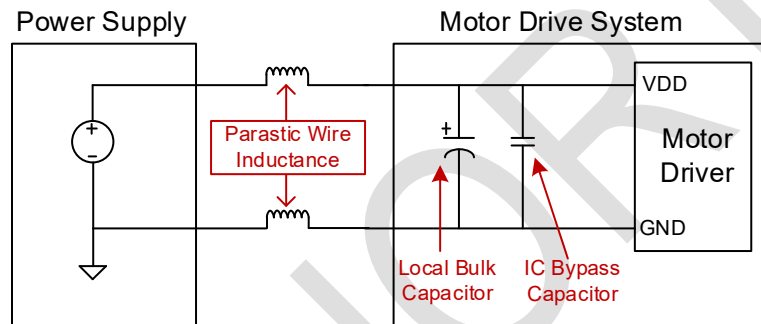 Power Supply
Motor Drive System
Parastic Wire
Inductance
+
−
+
VDD
Motor
Driver
GND
Local Bulk
Capacitor
IC Bypass
Capacitor